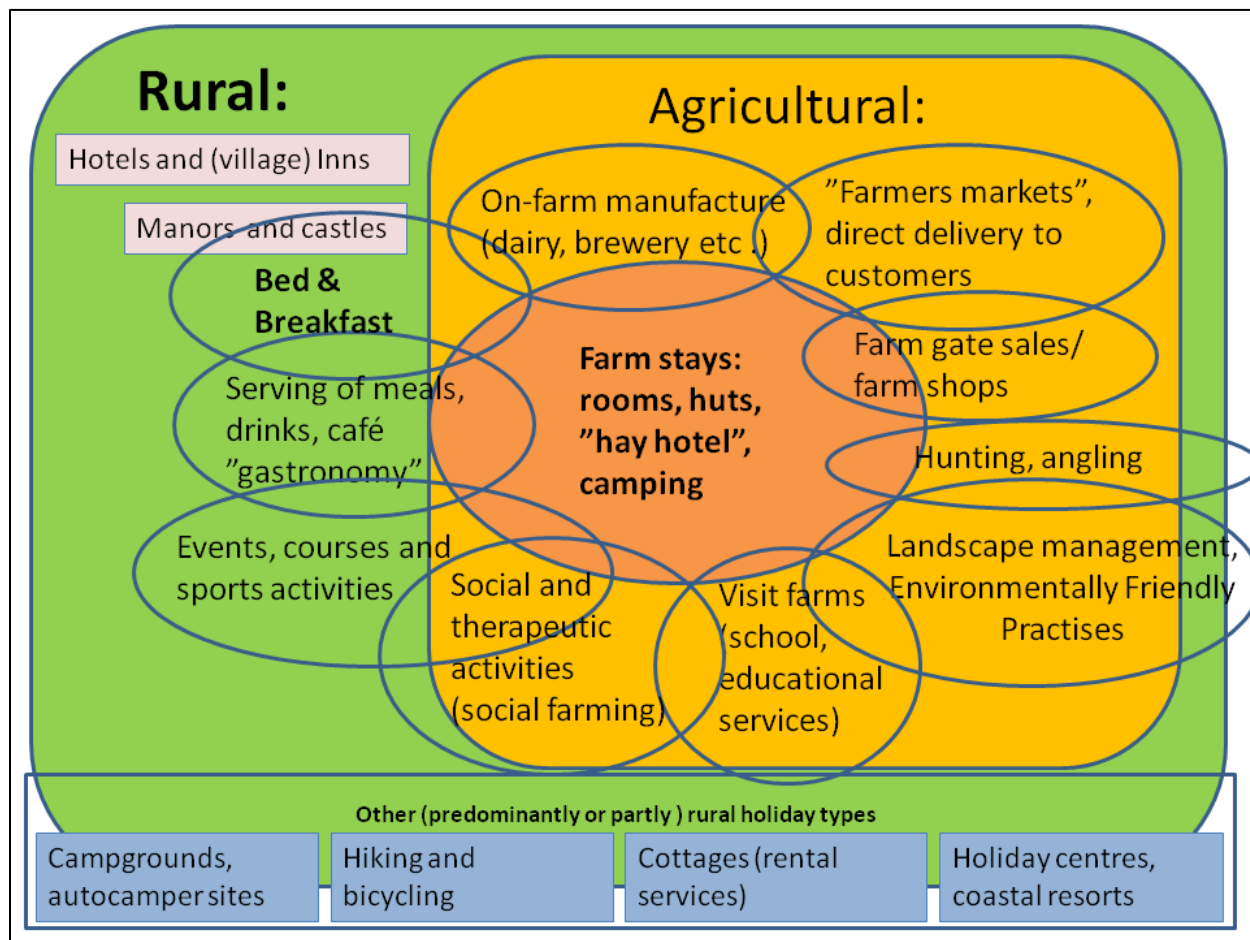 Rural:
Hotels and (village) Inns
Manors and castles
Bed &
Breakfast
Serving of meals,
drinks, café
”gastronomy”
Events, courses and
sports activities
Agricultural:
On-farm manufacture
(dairy, brewery etc .)
”Farmers markets”,
direct delivery to
customers
Farm gate sales/
farm shops
Farm stays:
rooms, huts,
”hay hotel”,
camping
Hunting, angling
Landscape management,
Environmentally Friendly
Practises
Social and
therapeutic
activities
(social farming)
Visit farms
(school,
educational
services)
Other (predominantly or partly ) rural holiday types
Campgrounds,
autocamper sites
Hiking and
bicycling
Cottages (rental
services)
Holiday centres,
coastal resorts